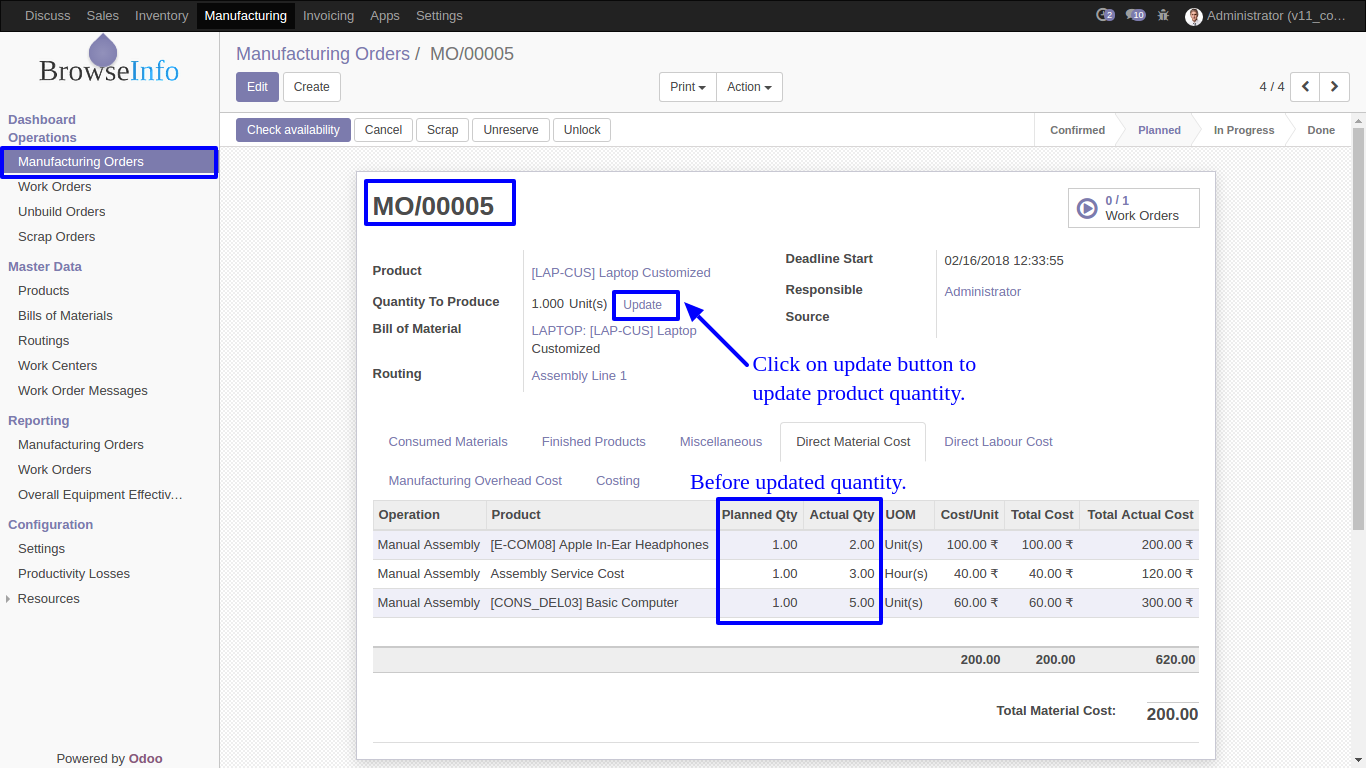 Discuss Sales Inventory Manufacturing Invoicing Apps Settings 2 10 Administrator (v11_co...
BrowseInfo
Manufacturing Orders / MO/00005
Edit Create Print Action 4 / 4
Check availability Cancel Scrap Unreserve Unlock Confirmed Planned In Progress Done
Dashboard
Operations
Manufacturing Orders
Work Orders
Unbuild Orders
Scrap Orders
Master Data
Products
Bills of Materials
Routings
Work Centers
Work Order Messages
Reporting
Manufacturing Orders
Work Orders
Overall Equipment Effectiv...
Configuration
Settings
Productivity Losses
Resources
Powered by Odoo
MO/00005
0 / 1
Work Orders
Product [LAP-CUS] Laptop Customized
Quantity To Produce 1.000 Unit(s) Update
Bill of Material LAPTOP: [LAP-CUS] Laptop
Customized
Routing Assembly Line 1
Deadline Start 02/16/2018 12:33:55
Responsible Administrator
Source
Click on update button to
update product quantity.
Consumed Materials Finished Products Miscellaneous Direct Material Cost Direct Labour Cost
Manufacturing Overhead Cost Costing
Before updated quantity.
Operation Product Planned Qty Actual Qty UOM Cost/Unit Total Cost Total Actual Cost
Manual Assembly [E-COM08] Apple In-Ear Headphones 1.00 2.00 Unit(s) 100.00 ₹ 100.00 ₹ 200.00 ₹
Manual Assembly Assembly Service Cost 1.00 3.00 Hour(s) 40.00 ₹ 40.00 ₹ 120.00 ₹
Manual Assembly [CONS_DEL03] Basic Computer 1.00 5.00 Unit(s) 60.00 ₹ 60.00 ₹ 300.00 ₹
200.00 200.00 620.00
Total Material Cost: 200.00